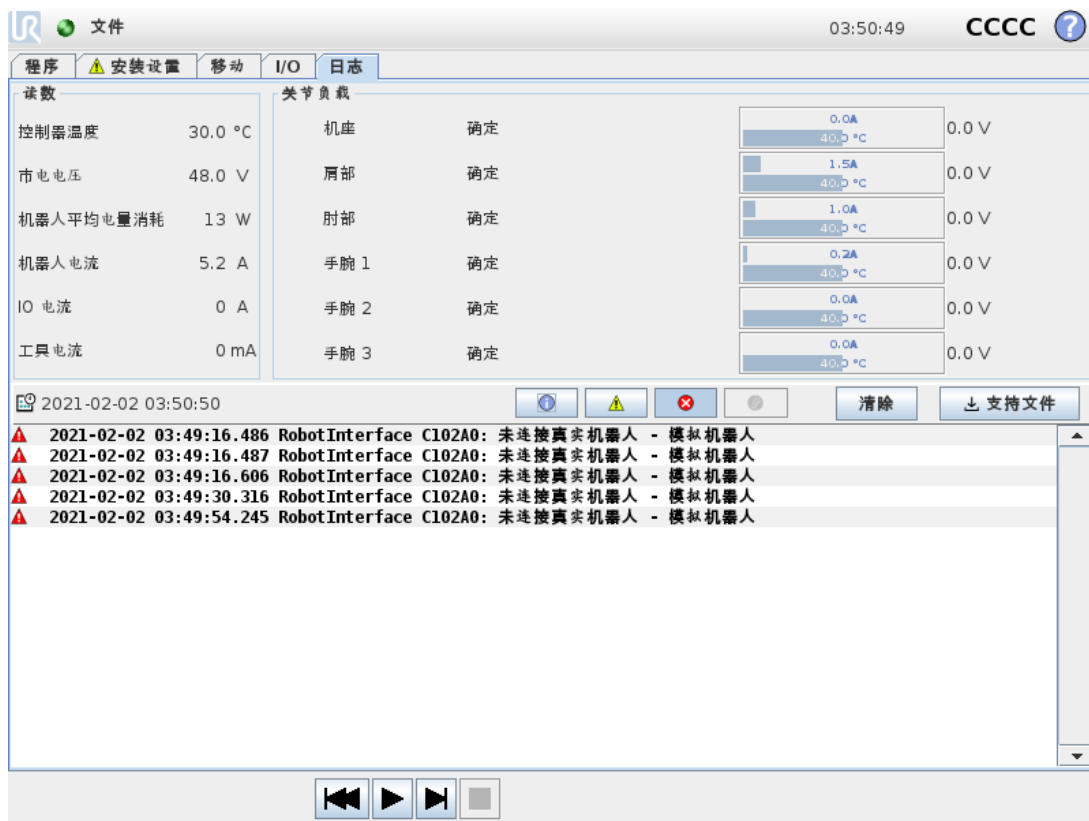 UR 文件 03:50:49 CCCC ?
程序 安装设置 移动 I/O 日志
读数 关节负载
控制器温度 30.0 °C 机座 确定 0.0A 40.0 °C 0.0 V
市电电压 48.0 V 肩部 确定 1.5A 40.0 °C 0.0 V
机器人平均电量消耗 13 W 肘部 确定 1.0A 40.0 °C 0.0 V
机器人电流 5.2 A 手腕 1 确定 0.2A 40.0 °C 0.0 V
IO 电流 0 A 手腕 2 确定 0.0A 40.0 °C 0.0 V
工具电流 0 mA 手腕 3 确定 0.0A 40.0 °C 0.0 V
2021-02-02 03:50:50 清除 支持文件
2021-02-02 03:49:16.486 RobotInterface C102A0: 未连接真实机器人 - 模拟机器人
2021-02-02 03:49:16.487 RobotInterface C102A0: 未连接真实机器人 - 模拟机器人
2021-02-02 03:49:16.606 RobotInterface C102A0: 未连接真实机器人 - 模拟机器人
2021-02-02 03:49:30.316 RobotInterface C102A0: 未连接真实机器人 - 模拟机器人
2021-02-02 03:49:54.245 RobotInterface C102A0: 未连接真实机器人 - 模拟机器人